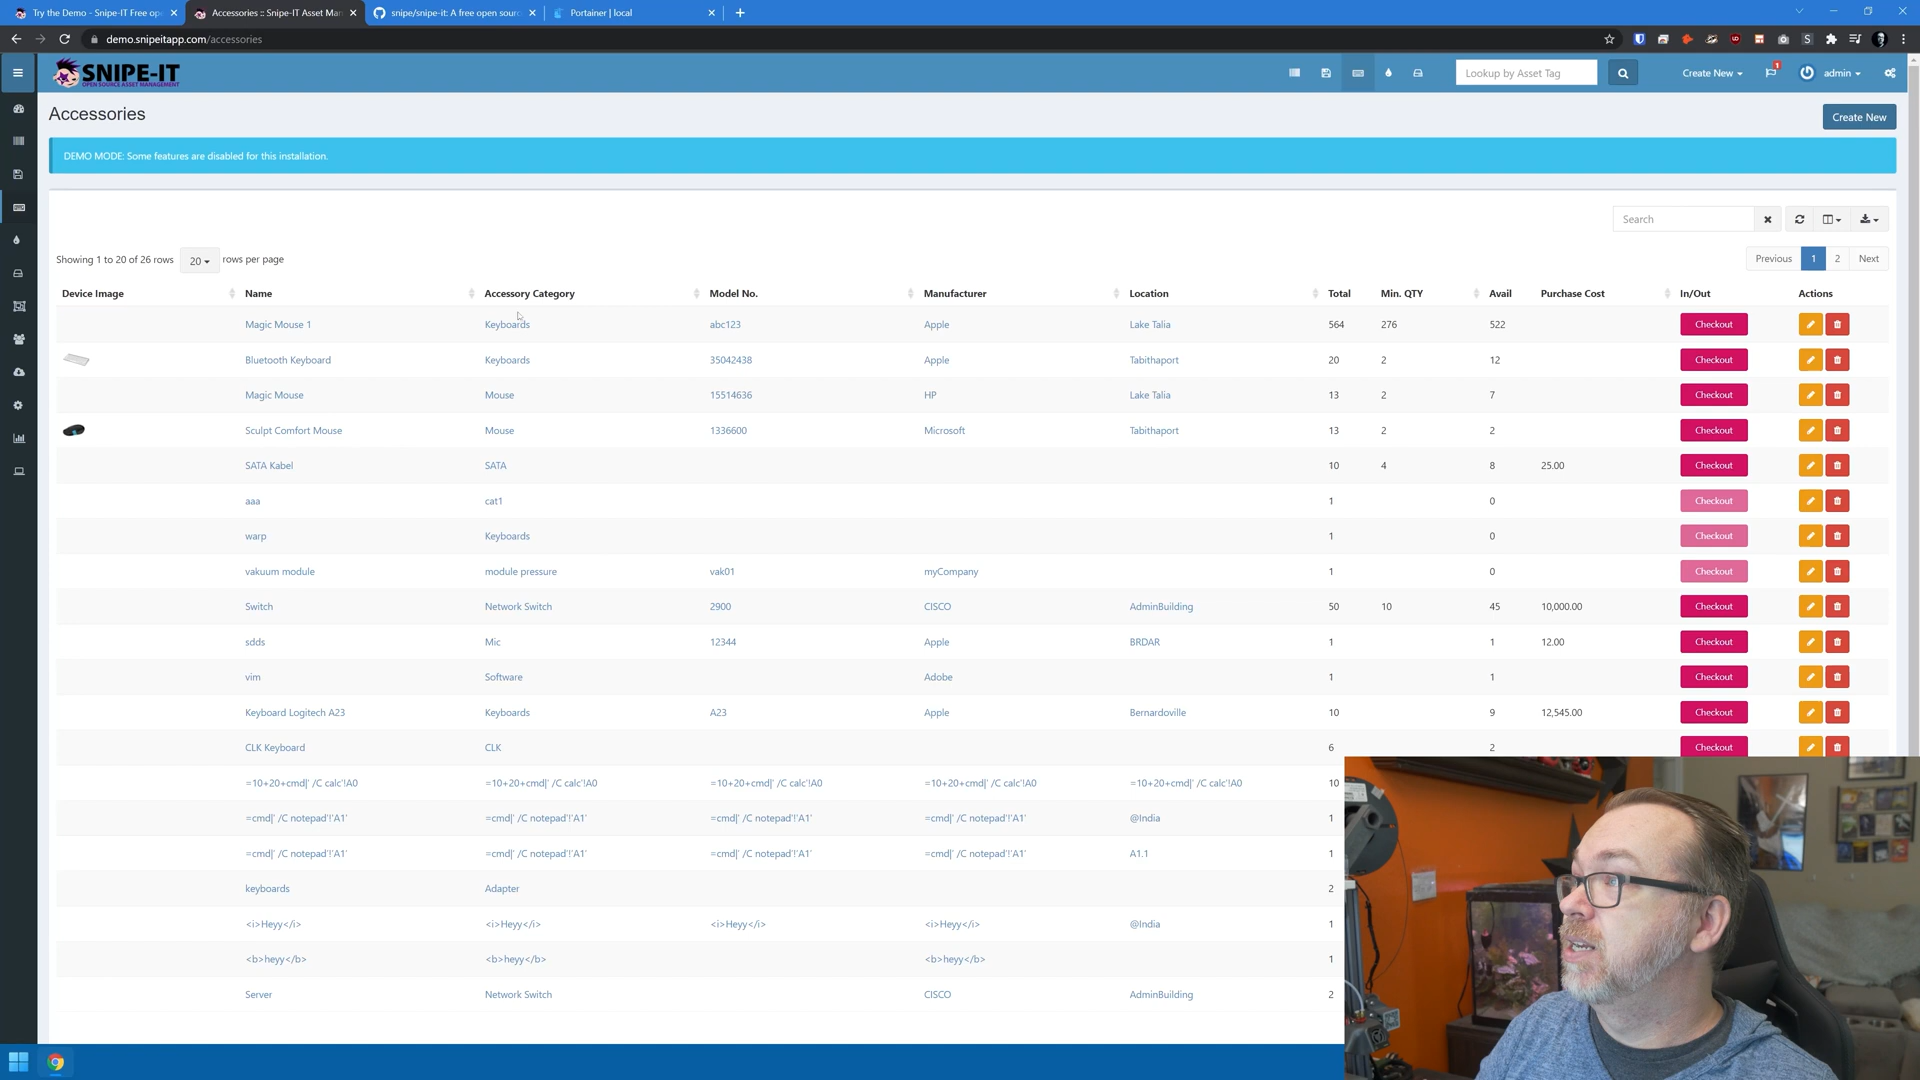 Try the Demo - Snipe-IT Free ope
Accessories :: Snipe-IT Asset Man
snipe/snipe-it: A free open sourc
Portainer | local
demo.snipeitapp.com/accessories
SNIPE-IT
OPEN SOURCE ASSET MANAGEMENT
Lookup by Asset Tag
Create New
1
admin
Accessories
Create New
DEMO MODE: Some features are disabled for this installation.
Search
Showing 1 to 20 of 26 rows 20 rows per page
Previous 1 2 Next
Device Image Name Accessory Category Model No. Manufacturer Location Total Min. QTY Avail Purchase Cost In/Out Actions
Magic Mouse 1 Keyboards abc123 Apple Lake Talia 564 276 522 Checkout
Bluetooth Keyboard Keyboards 35042438 Apple Tabithaport 20 2 12 Checkout
Magic Mouse Mouse 15514636 HP Lake Talia 13 2 7 Checkout
Sculpt Comfort Mouse Mouse 1336600 Microsoft Tabithaport 13 2 2 Checkout
SATA Kabel SATA 10 4 8 25.00 Checkout
aaa cat1 1 0 Checkout
warp Keyboards 1 0 Checkout
vakuum module module pressure vak01 myCompany 1 0 Checkout
Switch Network Switch 2900 CISCO AdminBuilding 50 10 45 10,000.00 Checkout
sdds Mic 12344 Apple BRDAR 1 1 12.00 Checkout
vim Software Adobe 1 1 Checkout
Keyboard Logitech A23 Keyboards A23 Apple Bernardoville 10 9 12,545.00 Checkout
CLK Keyboard CLK 6 2 Checkout
=10+20+cmd|' /C calc'!A0 =10+20+cmd|' /C calc'!A0 =10+20+cmd|' /C calc'!A0 =10+20+cmd|' /C calc'!A0 =10+20+cmd|' /C calc'!A0 10
=cmd|' /C notepad'!'A1' =cmd|' /C notepad'!'A1' =cmd|' /C notepad'!'A1' =cmd|' /C notepad'!'A1' @India 1
=cmd|' /C notepad'!'A1' =cmd|' /C notepad'!'A1' =cmd|' /C notepad'!'A1' =cmd|' /C notepad'!'A1' A1.1 1
keyboards Adapter 2
<i>Heyy</i> <i>Heyy</i> <i>Heyy</i> <i>Heyy</i> @India 1
<b>heyy</b> <b>heyy</b> <b>heyy</b> 1
Server Network Switch CISCO AdminBuilding 2